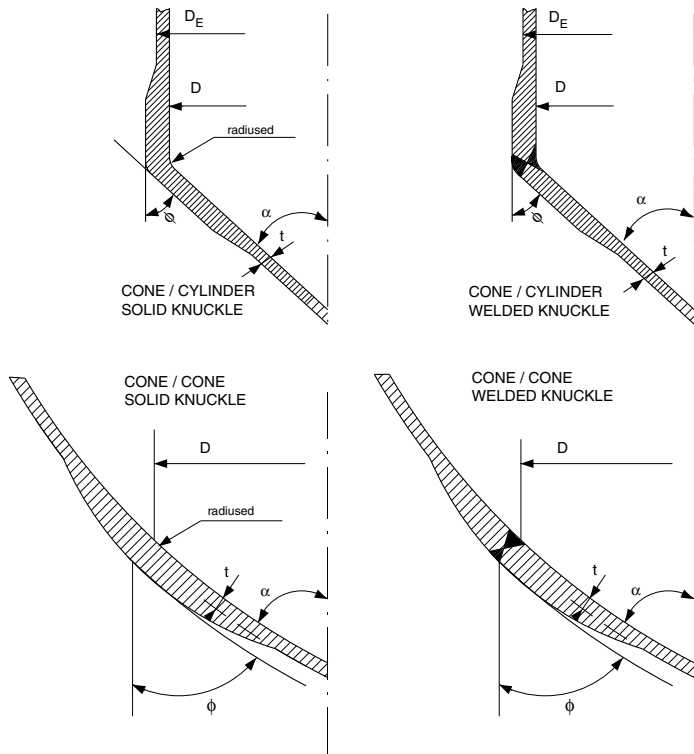 D_E
D
radiused
φ
α
t
CONE / CYLINDER
SOLID KNUCKLE
D_E
D
φ
α
t
CONE / CYLINDER
WELDED KNUCKLE
CONE / CONE
SOLID KNUCKLE
D
radiused
t
α
ϕ
CONE / CONE
WELDED KNUCKLE
D
t
α
ϕ